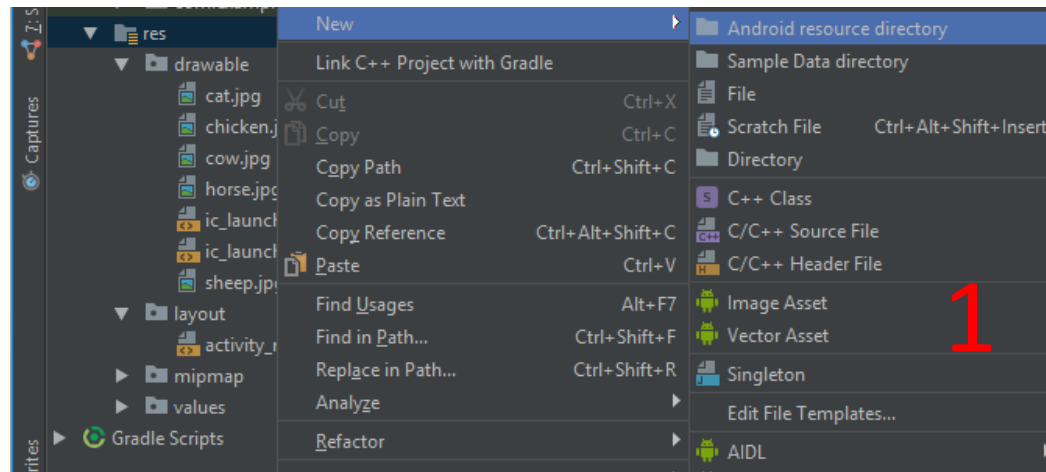 Z: S
Captures
rites
res
drawable
cat.jpg
chicken.j
cow.jpg
horse.jpg
ic_launch
ic_launch
sheep.jp
layout
activity_r
mipmap
values
Gradle Scripts
New
Link C++ Project with Gradle
Cut Ctrl+X
Copy Ctrl+C
Copy Path Ctrl+Shift+C
Copy as Plain Text
Copy Reference Ctrl+Alt+Shift+C
Paste Ctrl+V
Find Usages Alt+F7
Find in Path... Ctrl+Shift+F
Replace in Path... Ctrl+Shift+R
Analyze
Refactor
Android resource directory
Sample Data directory
File
Scratch File Ctrl+Alt+Shift+Insert
Directory
S C++ Class
C++ C/C++ Source File
H C/C++ Header File
Image Asset
Vector Asset
1
Singleton
Edit File Templates...
AIDL